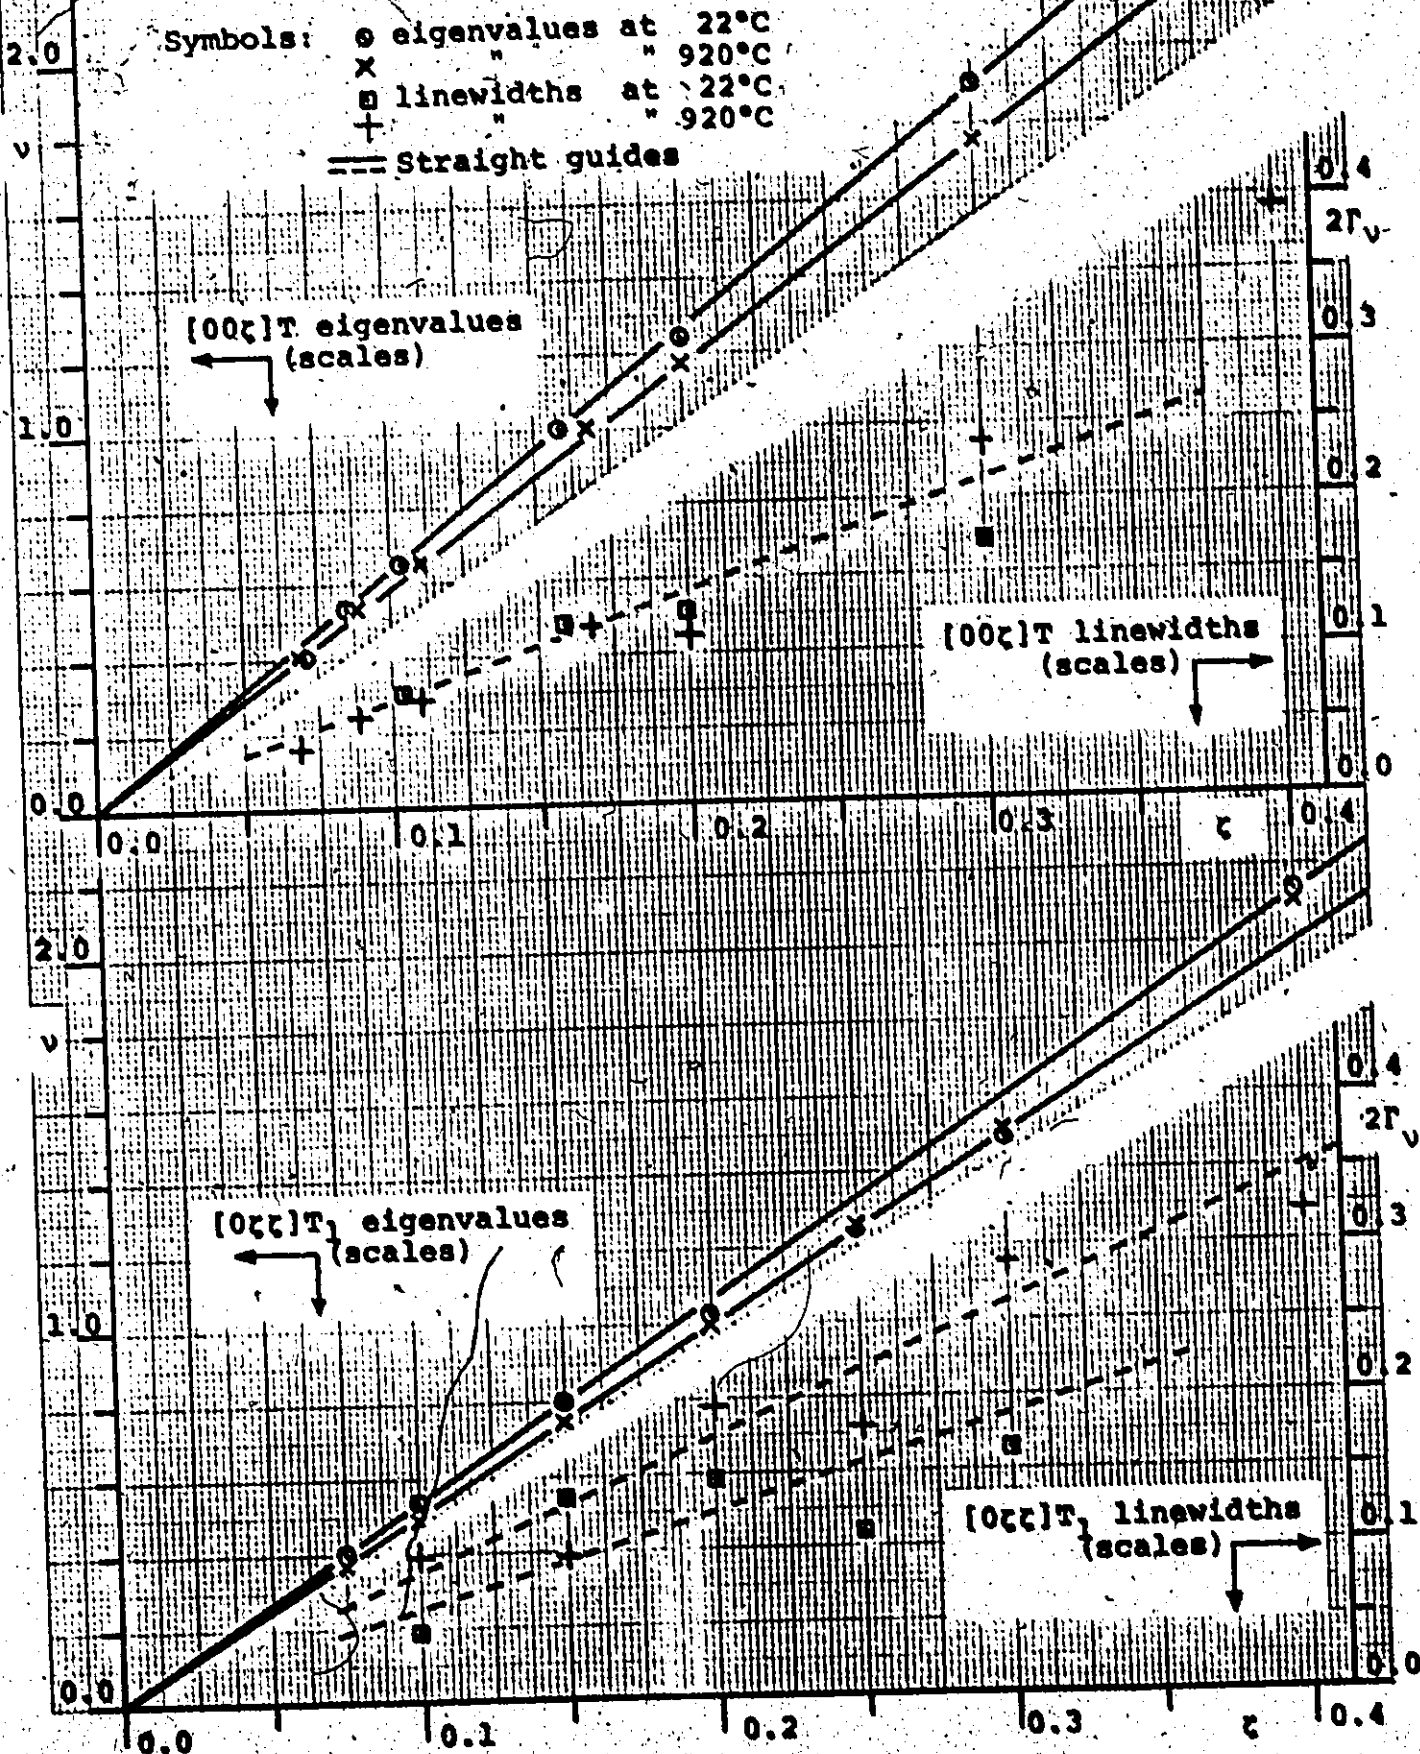 2.0
Symbols: ⊙ eigenvalues at 22°C
× " " 920°C
⊡ linewidths at 22°C
+ " " 920°C
Straight guides
ν
0.4
2Γν
[00ζ]T eigenvalues
(scales)
0.3
1.0
0.2
[00ζ]T linewidths
(scales)
0.1
0.0
0.0
0.0 0.1 0.2 0.3 ζ 0.4
2.0
ν
0.4
2Γν
[0ζζ]T1 eigenvalues
(scales)
0.3
1.0
0.2
[0ζζ]T1 linewidths
(scales)
0.1
0.0
0.0
0.0 0.1 0.2 0.3 ζ 0.4